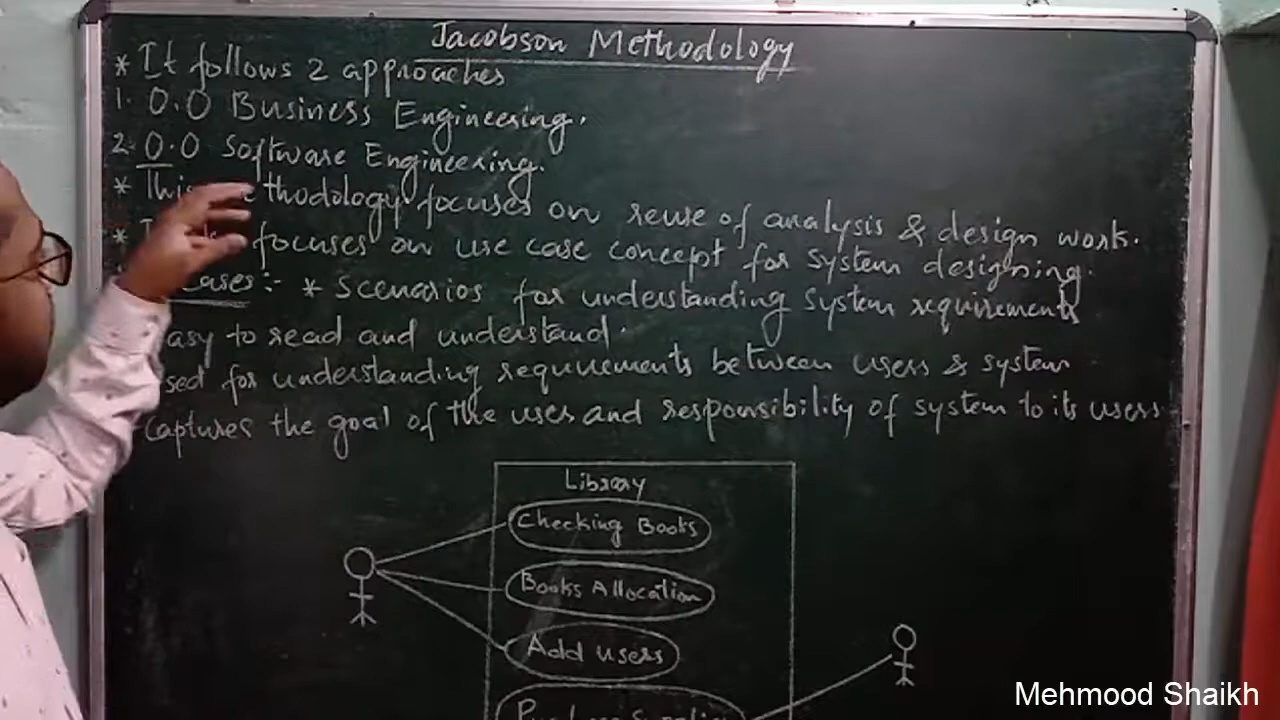 Jacobson Methodology
* It follows 2 approaches
1. O.O Business Engineering.
2. O.O Software Engineering.
* This thodology focuses on reuse of analysis & design work.
* focuses on use case concept for system designing.
cases :- * Scenarios for understanding system requirements
asy to read and understand.
sed for understanding requirements between users & system
captures the goal of the uses and responsibility of system to its users
Library
Checking Books
Books Allocation
Add users
Mehmood Shaikh